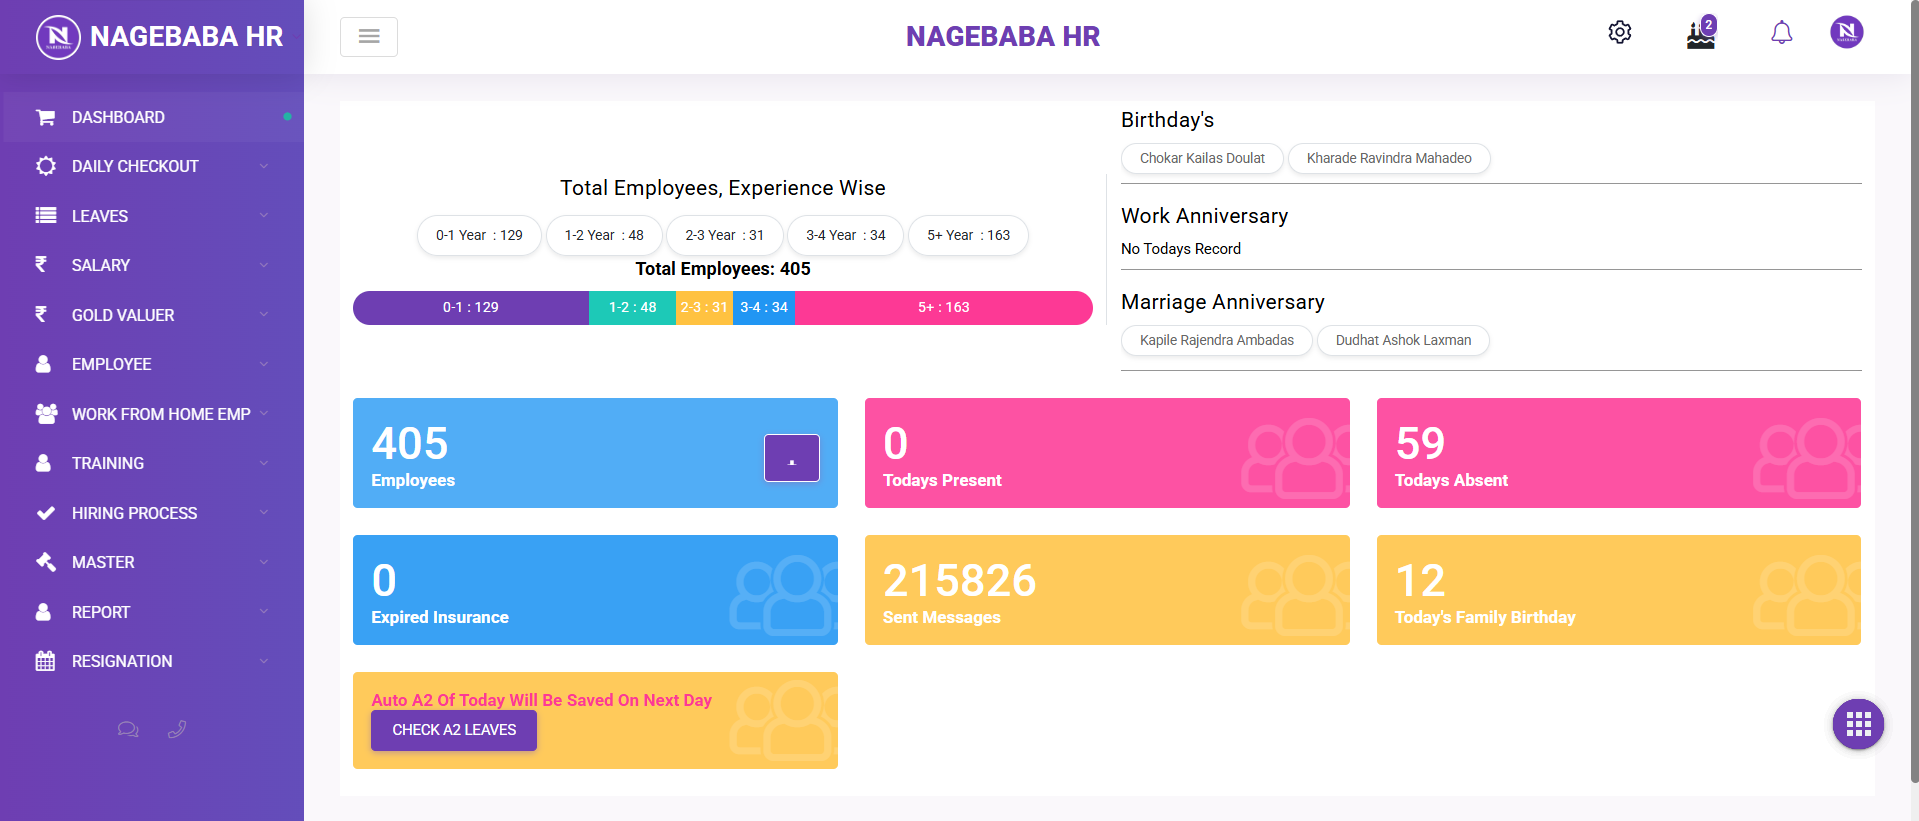 NAGEBABA HR
NAGEBABA HR
2
DASHBOARD
DAILY CHECKOUT
LEAVES
SALARY
GOLD VALUER
EMPLOYEE
WORK FROM HOME EMP
TRAINING
HIRING PROCESS
MASTER
REPORT
RESIGNATION
Total Employees, Experience Wise
0-1 Year : 129
1-2 Year : 48
2-3 Year : 31
3-4 Year : 34
5+ Year : 163
Total Employees: 405
0-1 : 129
1-2 : 48
2-3 : 31
3-4 : 34
5+ : 163
Birthday's
Chokar Kailas Doulat
Kharade Ravindra Mahadeo
Work Anniversary
No Todays Record
Marriage Anniversary
Kapile Rajendra Ambadas
Dudhat Ashok Laxman
405
Employees
0
Todays Present
59
Todays Absent
0
Expired Insurance
215826
Sent Messages
12
Today's Family Birthday
Auto A2 Of Today Will Be Saved On Next Day
CHECK A2 LEAVES